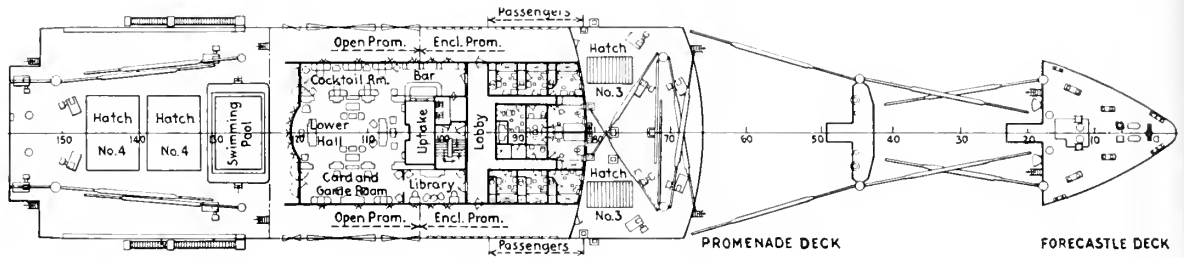 Passengers
Open Prom. Encl. Prom.
Cocktail Rm. Bar
Hatch
No.3
Hatch
No.4
Hatch
No.4
Swimming
Pool
Lower
Hall
Uptake
Lobby
150 140 130 120 110 100 90 80 70 60 50 40 30 20 10
Card and
Game Room
Library
Hatch
No.3
Open Prom. Encl. Prom.
Passengers
PROMENADE DECK
FORECASTLE DECK